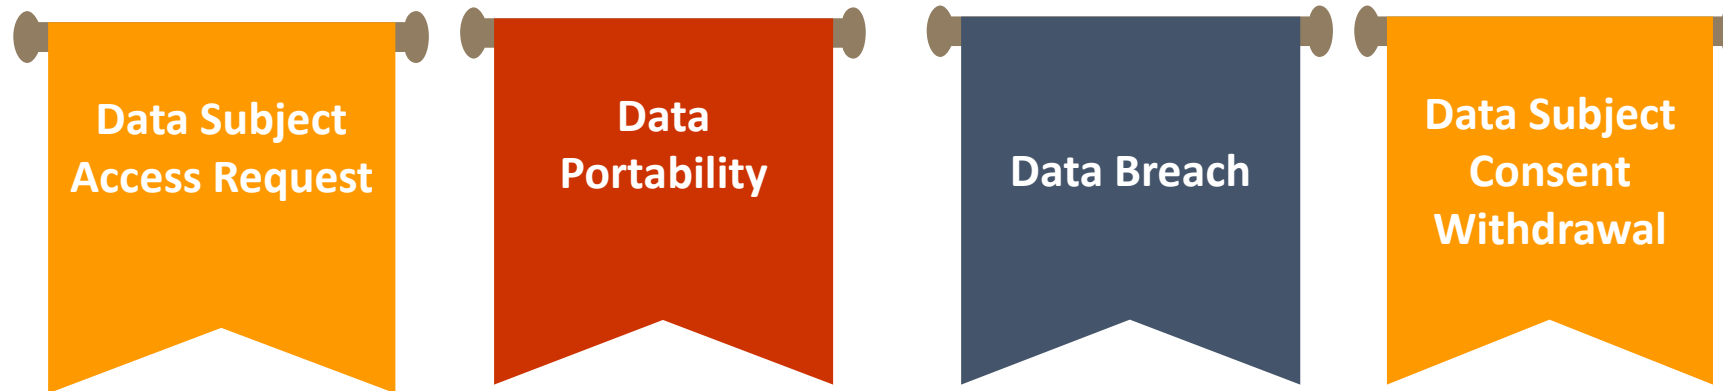 Data Subject
Access Request
Data
Portability
Data Breach
Data Subject
Consent
Withdrawal